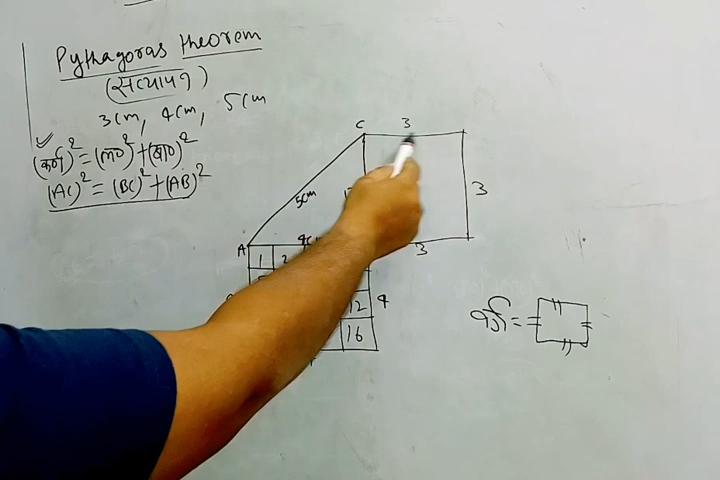 Pythagoras theorem
(सत्यापन)
3cm, 4cm, 5cm
(कर्ण)² = (लम्ब)² + (आधार)²
(AC)² = (BC)² + (AB)²
C 3
5cm
3
A
3
1 2
12 4
16
वर्ग =